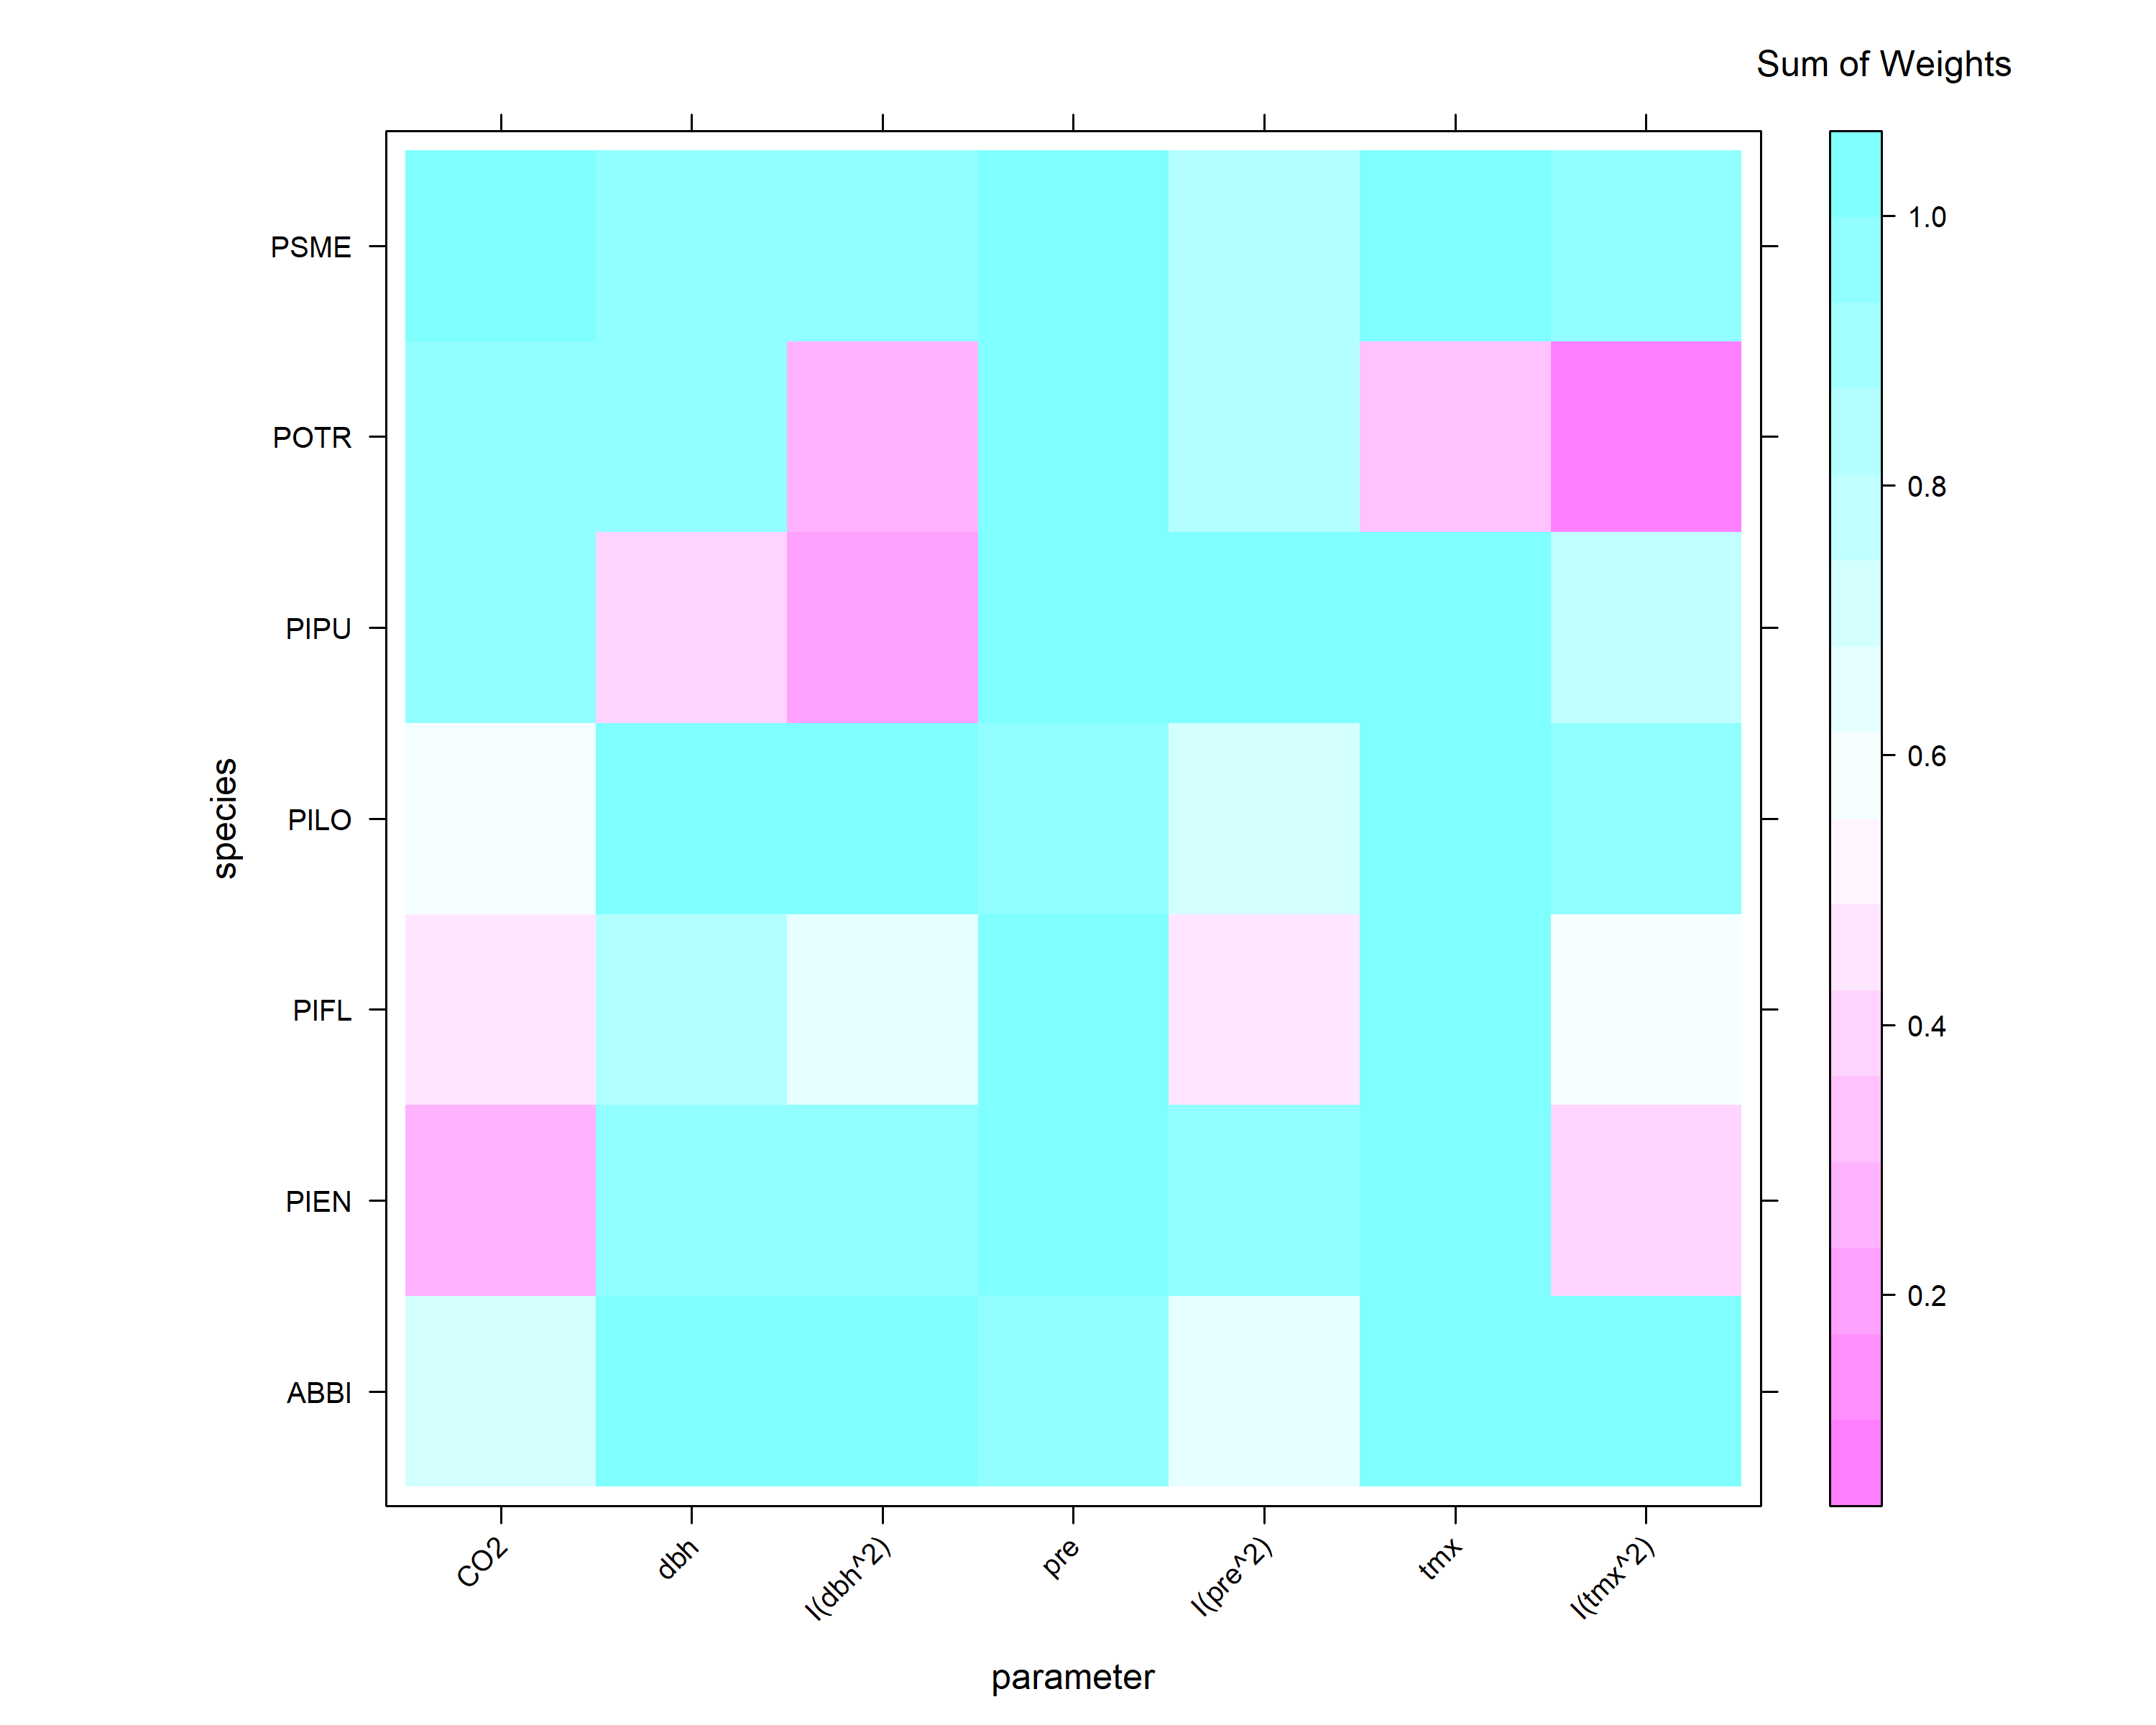 Sum of Weights
PSME
POTR
PIPU
PILO
PIFL
PIEN
ABBI
species
CO2
dbh
I(dbh^2)
pre
I(pre^2)
tmx
I(tmx^2)
parameter
1.0
0.8
0.6
0.4
0.2